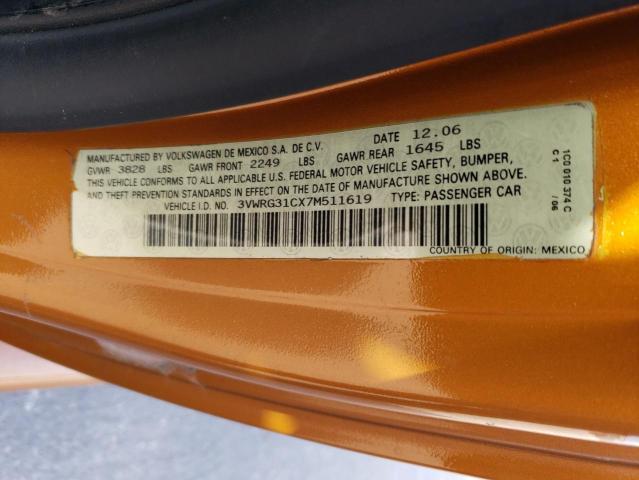 MANUFACTURED BY VOLKSWAGEN DE MEXICO S.A. DE C.V. DATE 12.06
GVWR 3828 LBS GAWR FRONT 2249 LBS GAWR REAR 1645 LBS
THIS VEHICLE CONFORMS TO ALL APPLICABLE U.S. FEDERAL MOTOR VEHICLE SAFETY, BUMPER,
AND THEFT PREVENTION STANDARDS IN EFFECT ON THE DATE OF MANUFACTURE SHOWN ABOVE.
VEHICLE I.D. NO. 3VWRG31CX7M511619 TYPE: PASSENGER CAR
COUNTRY OF ORIGIN: MEXICO
1C0 010 374 C
C1 / 06